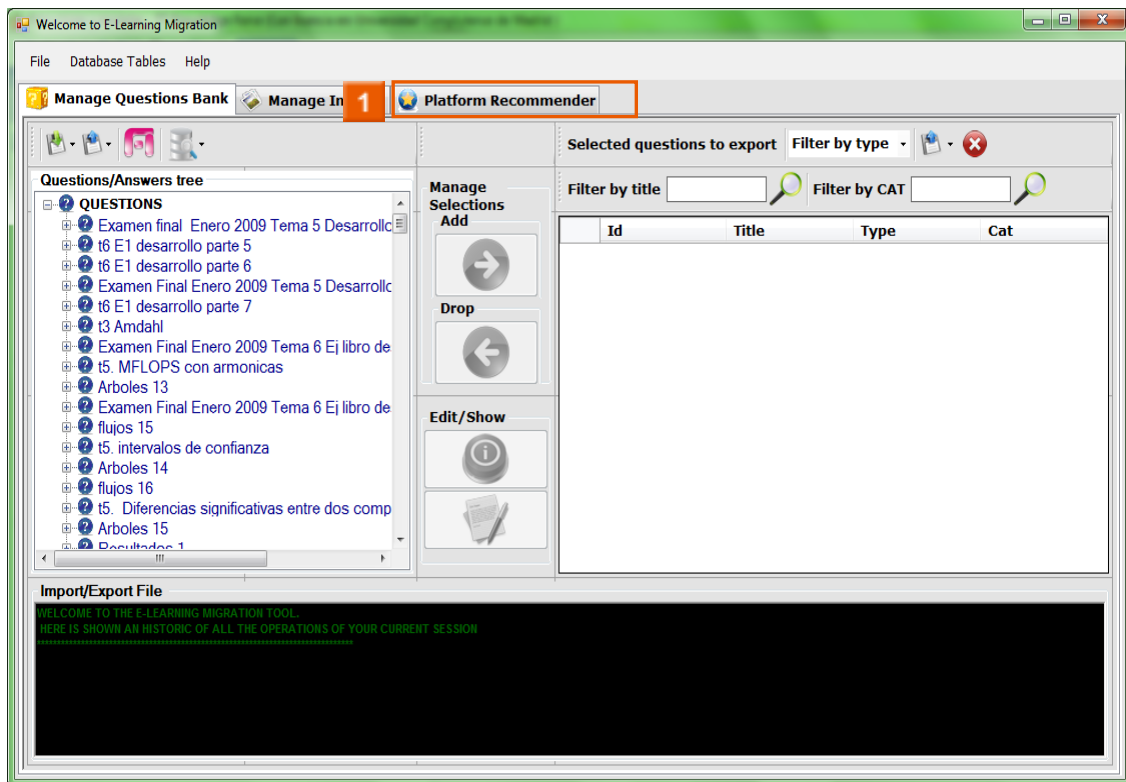 Welcome to E-Learning Migration
File Database Tables Help
Manage Questions Bank Manage In 1 Platform Recommender
Selected questions to export Filter by type
Questions/Answers tree
QUESTIONS
Examen final Enero 2009 Tema 5 Desarrollo
t6 E1 desarrollo parte 5
t6 E1 desarrollo parte 6
Examen Final Enero 2009 Tema 5 Desarrollo
t6 E1 desarrollo parte 7
t3 Amdahl
Examen Final Enero 2009 Tema 6 Ej libro de
t5. MFLOPS con armonicas
Arboles 13
Examen Final Enero 2009 Tema 6 Ej libro de
flujos 15
t5. intervalos de confianza
Arboles 14
flujos 16
t5. Diferencias significativas entre dos comp
Arboles 15
Resultados 1
Manage
Selections
Add
Drop
Edit/Show
Filter by title Filter by CAT
Id Title Type Cat
Import/Export File
WELCOME TO THE E-LEARNING MIGRATION TOOL.
HERE IS SHOWN AN HISTORIC OF ALL THE OPERATIONS OF YOUR CURRENT SESSION